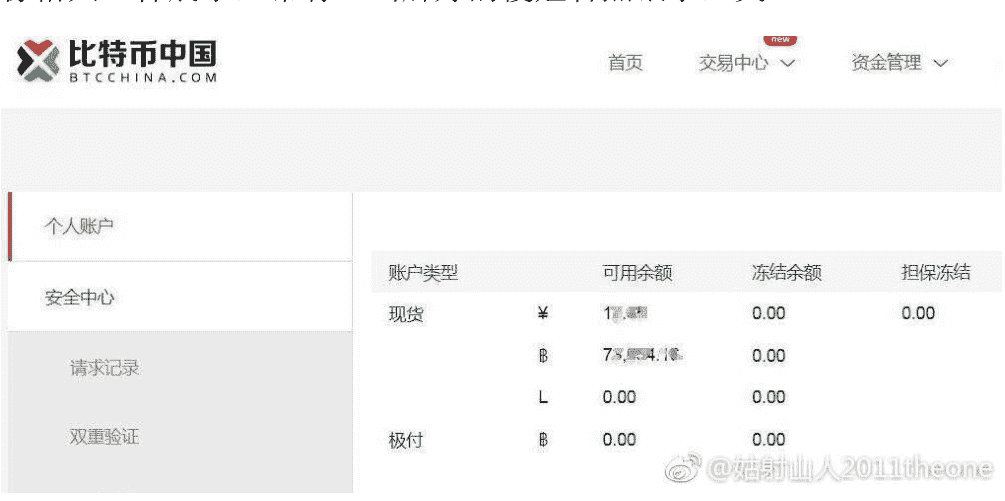 比特币中国
BTCCHINA.COM
首页 交易中心 new 资金管理
个人账户
安全中心
请求记录
双重验证
账户类型 可用余额 冻结余额 担保冻结
现货 ¥ 0.00 0.00
฿ 0.00
L 0.00 0.00
极付 ฿ 0.00 0.00
@姑射山人2011theone